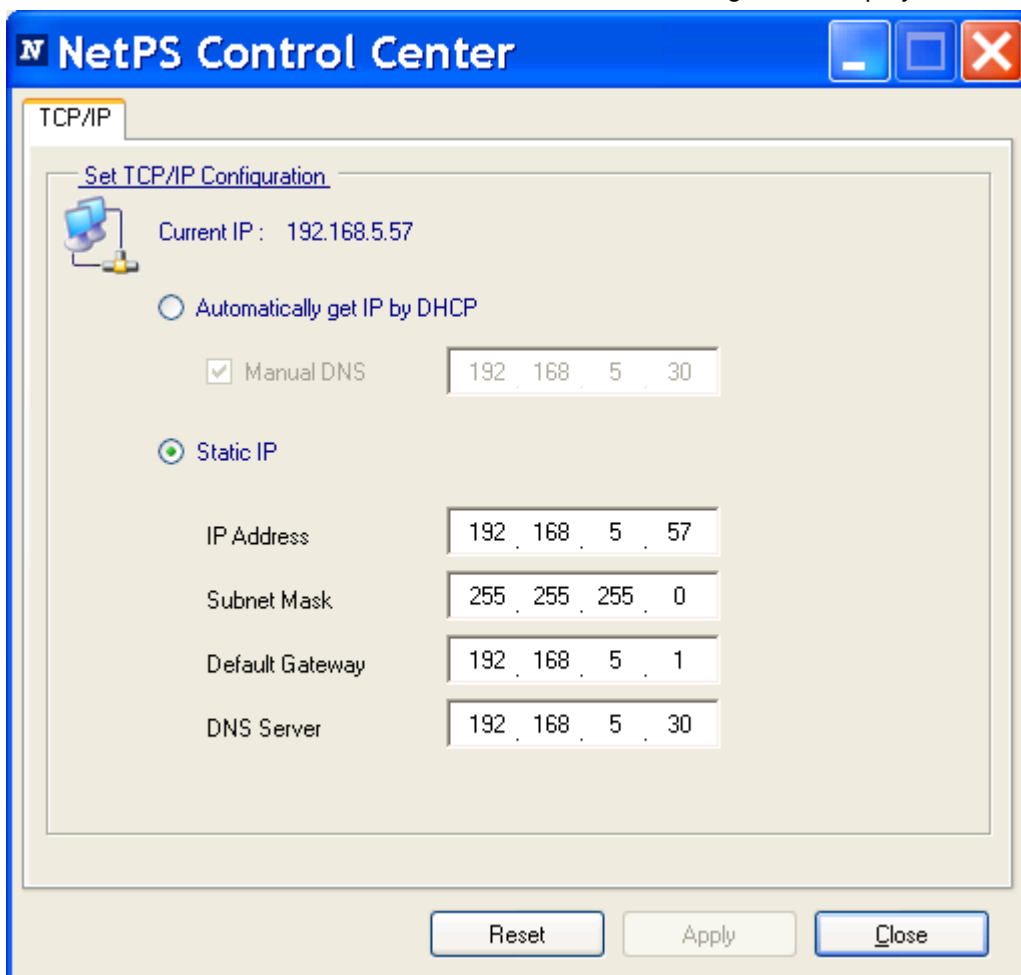 N NetPS Control Center
TCP/IP
Set TCP/IP Configuration
Current IP : 192.168.5.57
Automatically get IP by DHCP
Manual DNS 192 . 168 . 5 . 30
Static IP
IP Address 192 . 168 . 5 . 57
Subnet Mask 255 . 255 . 255 . 0
Default Gateway 192 . 168 . 5 . 1
DNS Server 192 . 168 . 5 . 30
Reset Apply Close